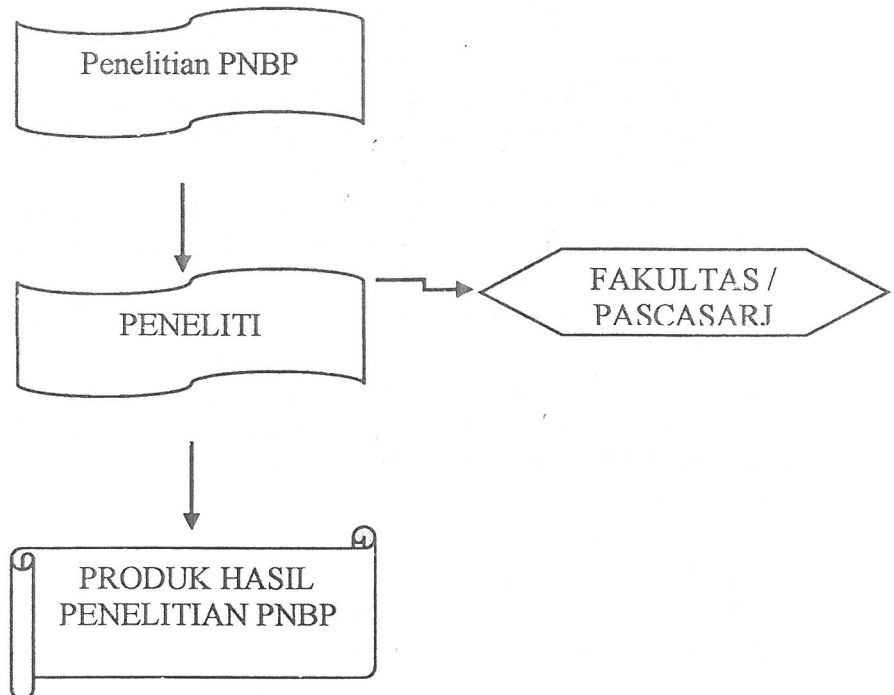 Penelitian PNBP
PENELITI
FAKULTAS /
PASCASARJ
PRODUK HASIL
PENELITIAN PNBP